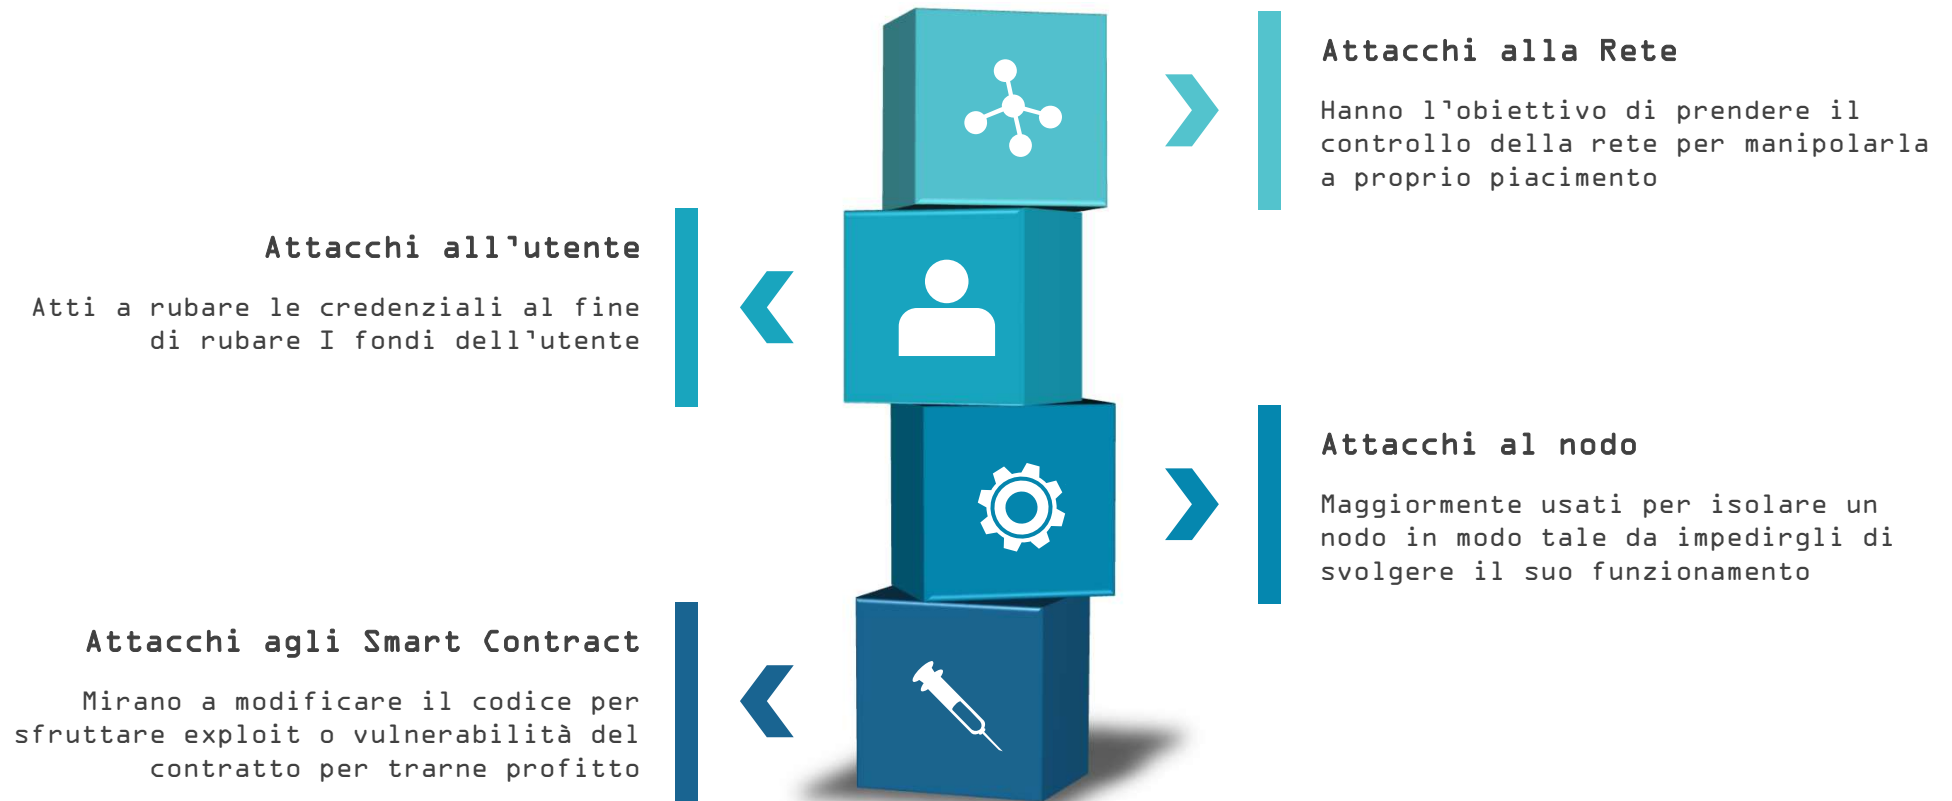 Attacchi alla Rete
Hanno l'obiettivo di prendere il
controllo della rete per manipolarla
a proprio piacimento
Attacchi all'utente
Atti a rubare le credenziali al fine
di rubare I fondi dell'utente
Attacchi al nodo
Maggiormente usati per isolare un
nodo in modo tale da impedirgli di
svolgere il suo funzionamento
Attacchi agli Smart Contract
Mirano a modificare il codice per
sfruttare exploit o vulnerabilità del
contratto per trarne profitto